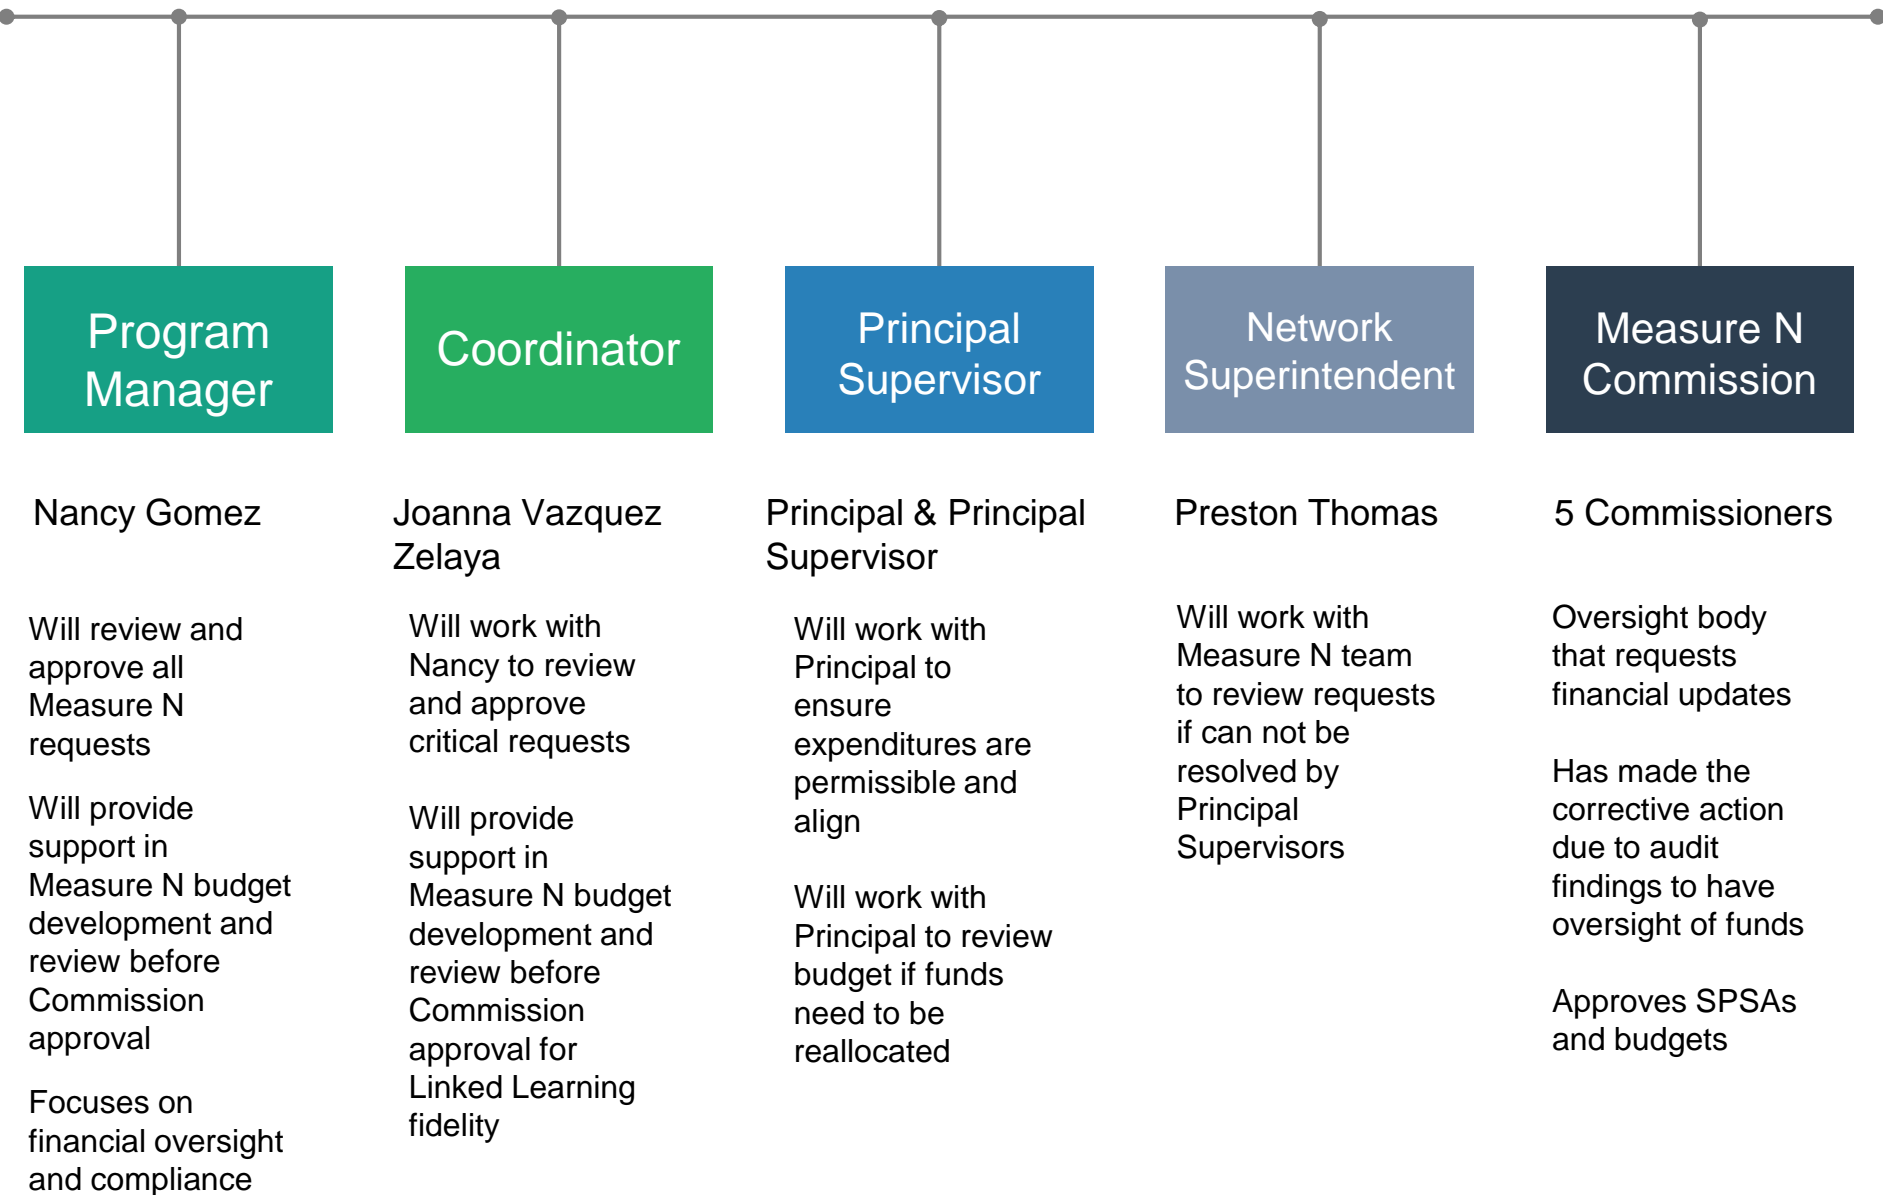 Program
Manager
Coordinator
Principal
Supervisor
Network
Superintendent
Measure N
Commission
Nancy Gomez
Joanna Vazquez
Zelaya
Principal & Principal
Supervisor
Preston Thomas
5 Commissioners
Will review and
approve all
Measure N
requests
Will provide
support in
Measure N budget
development and
review before
Commission
approval
Focuses on
financial oversight
and compliance
Will work with
Nancy to review
and approve
critical requests
Will provide
support in
Measure N budget
development and
review before
Commission
approval for
Linked Learning
fidelity
Will work with
Principal to
ensure
expenditures are
permissible and
align
Will work with
Principal to review
budget if funds
need to be
reallocated
Will work with
Measure N team
to review requests
if can not be
resolved by
Principal
Supervisors
Oversight body
that requests
financial updates
Has made the
corrective action
due to audit
findings to have
oversight of funds
Approves SPSAs
and budgets